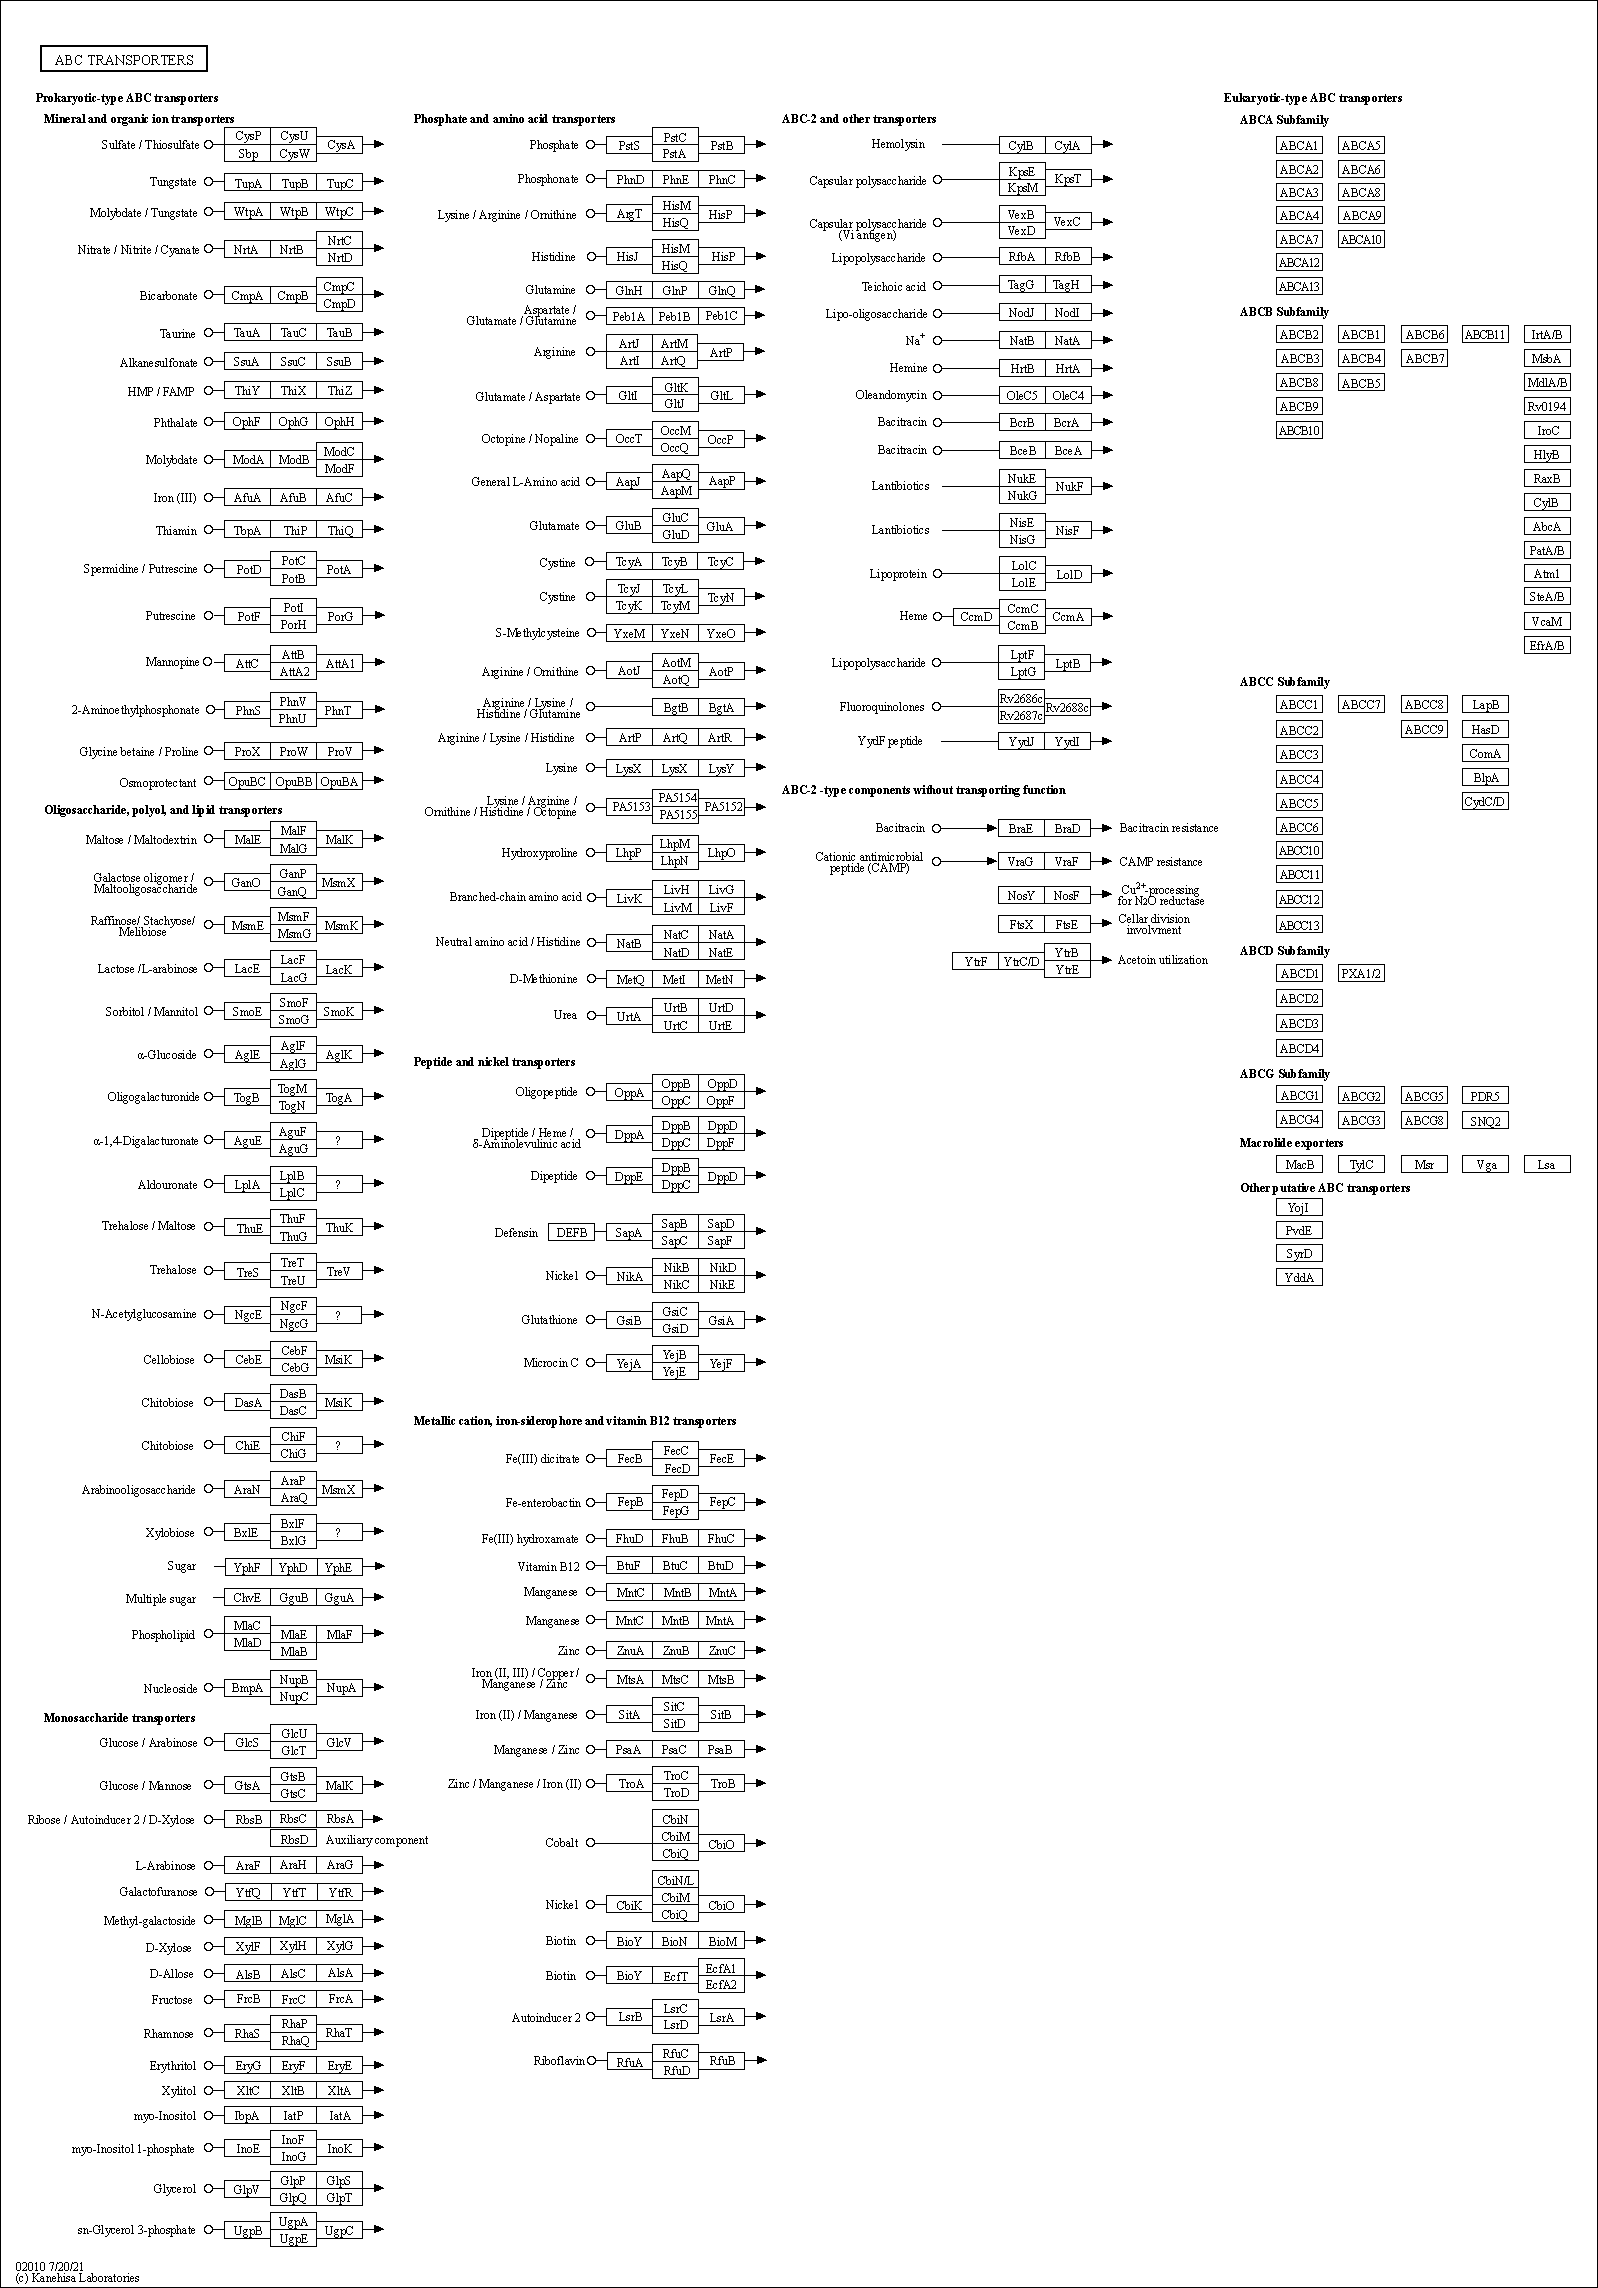 ABC TRANSPORTERS
Prokaryotic-type ABC transporters
Mineral and organic ion transporters
Sulfate / Thiosulfate CysP CysU CysA
Sbp CysW
Tungstate TupA TupB TupC
Molybdate / Tungstate WtpA WtpB WtpC
Nitrate / Nitrite / Cyanate NrtA NrtB NrtC
NrtD
Bicarbonate CmpA CmpB CmpC
CmpD
Taurine TauA TauC TauB
Alkanesulfonate SsuA SsuC SsuB
HMP / FAMP ThiY ThiX ThiZ
Phthalate OphF OphG OphH
Molybdate ModA ModB ModC
ModF
Iron (III) AfuA AfuB AfuC
Thiamin TbpA ThiP ThiQ
Spermidine / Putrescine PotD PotC PotA
PotB
Putrescine PotF PotI PorG
PorH
Mannopine AttC AttB AttA1
AttA2
2-Aminoethylphosphonate PhnS PhnV PhnT
PhnU
Glycine betaine / Proline ProX ProW ProV
Osmoprotectant OpuBC OpuBB OpuBA
Oligosaccharide, polyol, and lipid transporters
Maltose / Maltodextrin MalE MalF MalK
MalG
Galactose oligomer /
Maltooligosaccharide GanO GanP MsmX
GanQ
Raffinose/ Stachyose/
Melibiose MsmE MsmF MsmK
MsmG
Lactose /L-arabinose LacE LacF LacK
LacG
Sorbitol / Mannitol SmoE SmoF SmoK
SmoG
α-Glucoside AglE AglF AglK
AglG
Oligogalacturonide TogB TogM TogA
TogN
α-1,4-Digalacturonate AguE AguF ?
AguG
Aldouronate LplA LplB ?
LplC
Trehalose / Maltose ThuE ThuF ThuK
ThuG
Trehalose TreS TreT TreV
TreU
N-Acetylglucosamine NgcE NgcF ?
NgcG
Cellobiose CebE CebF MsiK
CebG
Chitobiose DasA DasB MsiK
DasC
Chitobiose ChiE ChiF ?
ChiG
Arabinooligosaccharide AraN AraP MsmX
AraQ
Xylobiose BxlE BxlF ?
BxlG
Sugar YphF YphD YphE
Multiple sugar ChvE GguB GguA
Phospholipid MlaC MlaE MlaF
MlaD MlaB
Nucleoside BmpA NupB NupA
NupC
Monosaccharide transporters
Glucose / Arabinose GlcS GlcU GlcV
GlcT
Glucose / Mannose GtsA GtsB MalK
GtsC
Ribose / Autoinducer 2 / D-Xylose RbsB RbsC RbsA
RbsD Auxiliary component
L-Arabinose AraF AraH AraG
Galactofuranose YtfQ YtfT YtfR
Methyl-galactoside MglB MglC MglA
D-Xylose XylF XylH XylG
D-Allose AlsB AlsC AlsA
Fructose FrcB FrcC FrcA
Rhamnose RhaS RhaP RhaT
RhaQ
Erythritol EryG EryF EryE
Xylitol XltC XltB XltA
myo-Inositol IbpA IatP IatA
myo-Inositol 1-phosphate InoE InoF InoK
InoG
Glycerol GlpV GlpP GlpS
GlpQ GlpT
sn-Glycerol 3-phosphate UgpB UgpA UgpC
UgpE
Phosphate and amino acid transporters
Phosphate PstS PstC PstB
PstA
Phosphonate PhnD PhnE PhnC
Lysine / Arginine / Ornithine ArgT HisM HisP
HisQ
Histidine HisJ HisM HisP
HisQ
Glutamine GlnH GlnP GlnQ
Aspartate /
Glutamate / Glutamine Peb1A Peb1B Peb1C
Arginine ArtJ ArtM ArtP
ArtI ArtQ
Glutamate / Aspartate GltI GltK GltL
GltJ
Octopine / Nopaline OccT OccM OccP
OccQ
General L-Amino acid AapJ AapQ AapP
AapM
Glutamate GluB GluC GluA
GluD
Cystine TcyA TcyB TcyC
Cystine TcyJ TcyL TcyN
TcyK TcyM
S-Methylcysteine YxeM YxeN YxeO
Arginine / Ornithine AotJ AotM AotP
AotQ
Arginine / Lysine /
Histidine / Glutamine BgtB BgtA
Arginine / Lysine / Histidine ArtP ArtQ ArtR
Lysine LysX LysX LysY
Lysine / Arginine /
Ornithine / Histidine / Octopine PA5153 PA5154 PA5152
PA5155
Hydroxyproline LhpP LhpM LhpO
LhpN
Branched-chain amino acid LivK LivH LivG
LivM LivF
Neutral amino acid / Histidine NatB NatC NatA
NatD NatE
D-Methionine MetQ MetI MetN
Urea UrtA UrtB UrtD
UrtC UrtE
Peptide and nickel transporters
Oligopeptide OppA OppB OppD
OppC OppF
Dipeptide / Heme /
δ-Aminolevulinic acid DppA DppB DppD
DppC DppF
Dipeptide DppE DppB DppD
DppC
Defensin DEFB SapA SapB SapD
SapC SapF
Nickel NikA NikB NikD
NikC NikE
Glutathione GsiB GsiC GsiA
GsiD
Microcin C YejA YejB YejF
YejE
Metallic cation, iron-siderophore and vitamin B12 transporters
Fe(III) dicitrate FecB FecC FecE
FecD
Fe-enterobactin FepB FepD FepC
FepG
Fe(III) hydroxamate FhuD FhuB FhuC
Vitamin B12 BtuF BtuC BtuD
Manganese MntC MntB MntA
Manganese MntC MntB MntA
Zinc ZnuA ZnuB ZnuC
Iron (II, III) / Copper /
Manganese / Zinc MtsA MtsC MtsB
Iron (II) / Manganese SitA SitC SitB
SitD
Manganese / Zinc PsaA PsaC PsaB
Zinc / Manganese / Iron (II) TroA TroC TroB
TroD
Cobalt CbiN
CbiM CbiO
CbiQ
Nickel CbiN/L
CbiK CbiM CbiO
CbiQ
Biotin BioY BioN BioM
Biotin BioY EcfT EcfA1
EcfA2
Autoinducer 2 LsrB LsrC LsrA
LsrD
Riboflavin RfuA RfuC RfuB
RfuD
ABC-2 and other transporters
Hemolysin CylB CylA
Capsular polysaccharide KpsE KpsT
KpsM
Capsular polysaccharide VexB VexC
(Vi antigen) VexD
Lipopolysaccharide RfbA RfbB
Teichoic acid TagG TagH
Lipo-oligosaccharide NodJ NodI
Na+ NatB NatA
Hemine HrtB HrtA
Oleandomycin OleC5 OleC4
Bacitracin BcrB BcrA
Bacitracin BceB BceA
Lantibiotics NukE NukF
NukG
Lantibiotics NisE NisF
NisG
Lipoprotein LolC LolD
LolE
Heme CcmD CcmC CcmA
CcmB
Lipopolysaccharide LptF LptB
LptG
Fluoroquinolones Rv2686c Rv2688c
Rv2687c
YydF peptide YydJ YydI
ABC-2 -type components without transporting function
Bacitracin BraE BraD Bacitracin resistance
Cationic antimicrobial
peptide (CAMP) VraG VraF CAMP resistance
NosY NosF Cu2+-processing
for N2O reductase
FtsX FtsE Cellar division
involvment
YtrF YtrC/D YtrB Acetoin utilization
YtrE
Eukaryotic-type ABC transporters
ABCA Subfamily
ABCA1 ABCA5
ABCA2 ABCA6
ABCA3 ABCA8
ABCA4 ABCA9
ABCA7 ABCA10
ABCA12
ABCA13
ABCB Subfamily
ABCB2 ABCB1 ABCB6 ABCB11 IrtA/B
ABCB3 ABCB4 ABCB7 MsbA
ABCB8 ABCB5 MdlA/B
ABCB9 Rv0194
ABCB10 IroC
HlyB
RaxB
CylB
AbcA
PatA/B
Atm1
SteA/B
VcaM
EfrA/B
ABCC Subfamily
ABCC1 ABCC7 ABCC8 LapB
ABCC2 ABCC9 HasD
ABCC3 ComA
ABCC4 BlpA
ABCC5 CydC/D
ABCC6
ABCC10
ABCC11
ABCC12
ABCC13
ABCD Subfamily
ABCD1 PXA1/2
ABCD2
ABCD3
ABCD4
ABCG Subfamily
ABCG1 ABCG2 ABCG5 PDR5
ABCG4 ABCG3 ABCG8 SNQ2
Macrolide exporters
MacB TylC Msr Vga Lsa
Other putative ABC transporters
YojI
PvdE
SyrD
YddA
02010 7/20/21
(c) Kanehisa Laboratories